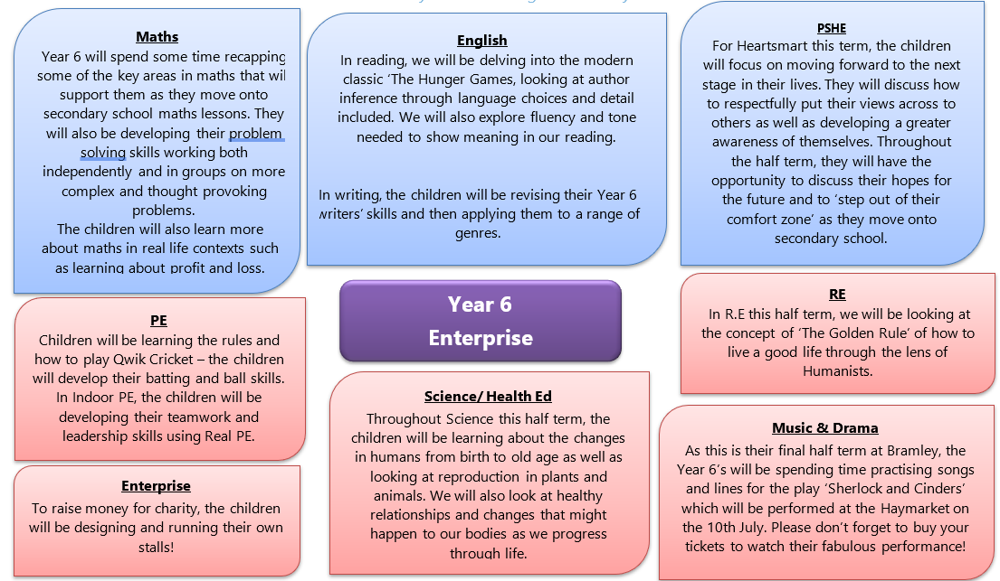 Maths
Year 6 will spend some time recapping
some of the key areas in maths that will
support them as they move onto
secondary school maths lessons. They
will also be developing their problem
solving skills working both
independently and in groups on more
complex and thought provoking
problems.
The children will also learn more
about maths in real life contexts such
as learning about profit and loss.
English
In reading, we will be delving into the modern
classic ‘The Hunger Games, looking at author
inference through language choices and detail
included. We will also explore fluency and tone
needed to show meaning in our reading.
In writing, the children will be revising their Year 6
writers’ skills and then applying them to a range of
genres.
PSHE
For Heartsmart this term, the children
will focus on moving forward to the next
stage in their lives. They will discuss how
to respectfully put their views across to
others as well as developing a greater
awareness of themselves. Throughout
the half term, they will have the
opportunity to discuss their hopes for
the future and to ‘step out of their
comfort zone’ as they move onto
secondary school.
Year 6
Enterprise
PE
Children will be learning the rules and
how to play Qwik Cricket – the children
will develop their batting and ball skills.
In Indoor PE, the children will be
developing their teamwork and
leadership skills using Real PE.
RE
In R.E this half term, we will be looking at
the concept of ‘The Golden Rule’ of how to
live a good life through the lens of
Humanists.
Science/ Health Ed
Throughout Science this half term, the
children will be learning about the changes
in humans from birth to old age as well as
looking at reproduction in plants and
animals. We will also look at healthy
relationships and changes that might
happen to our bodies as we progress
through life.
Music & Drama
As this is their final half term at Bramley, the
Year 6’s will be spending time practising songs
and lines for the play ‘Sherlock and Cinders’
which will be performed at the Haymarket on
the 10th July. Please don’t forget to buy your
tickets to watch their fabulous performance!
Enterprise
To raise money for charity, the children
will be designing and running their own
stalls!